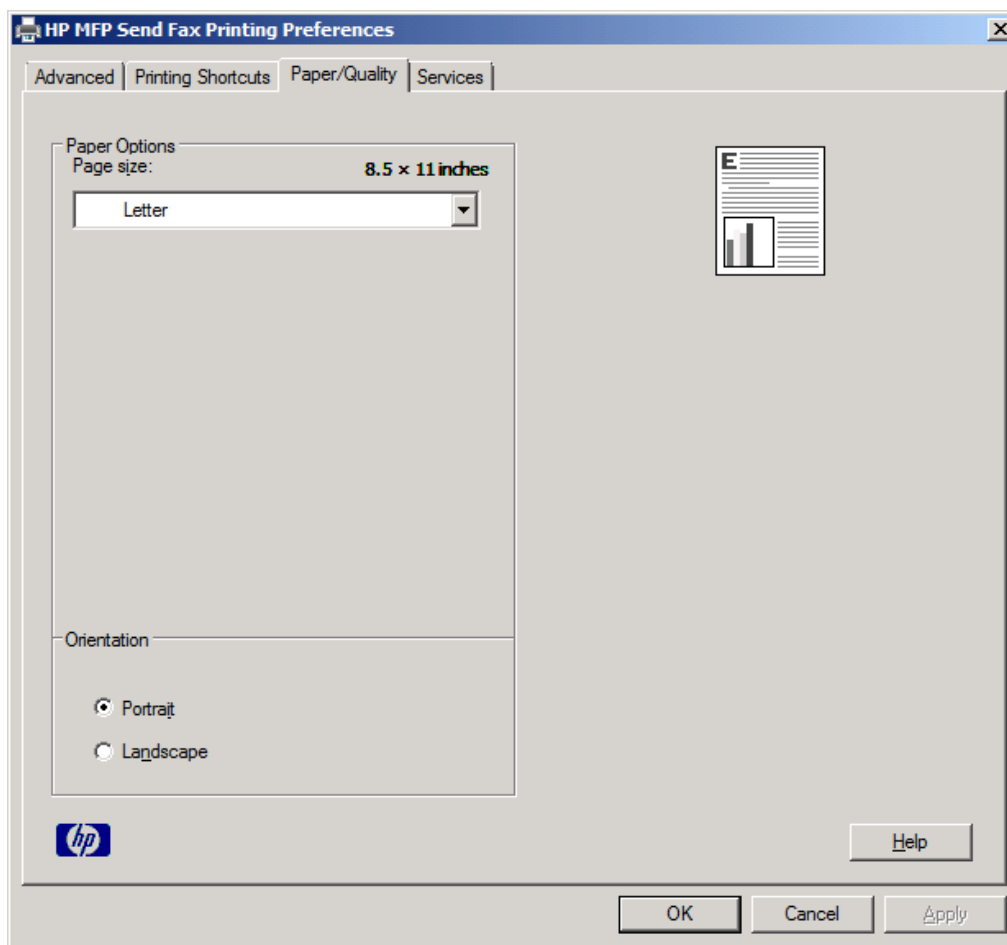 HP MFP Send Fax Printing Preferences
Advanced Printing Shortcuts Paper/Quality Services
Paper Options
Page size: 8.5 × 11 inches
Letter
E
Orientation
Portrait
Landscape
hp
Help
OK Cancel Apply